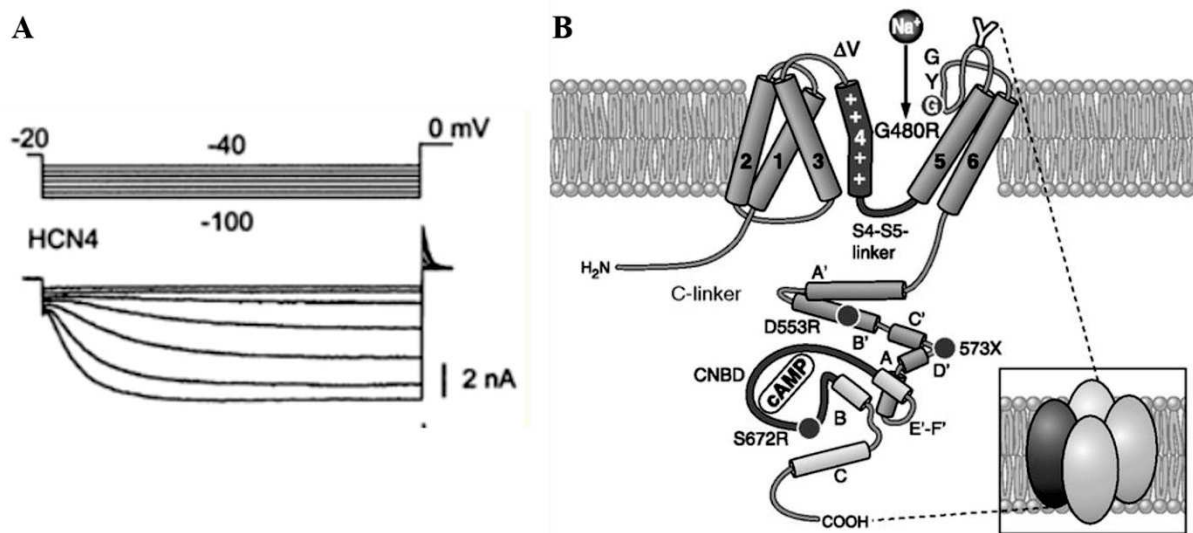 A
-20
-40
0 mV
-100
HCN4
2 nA
B
Na+
ΔV
G
Y
G
G480R
Y
2
1
3
+ + 4 + +
5
6
S4-S5-
linker
H₂N
C-linker
A'
D553R
B'
C'
573X
A
D'
CNBD
cAMP
B
E'-F'
S672R
C
COOH